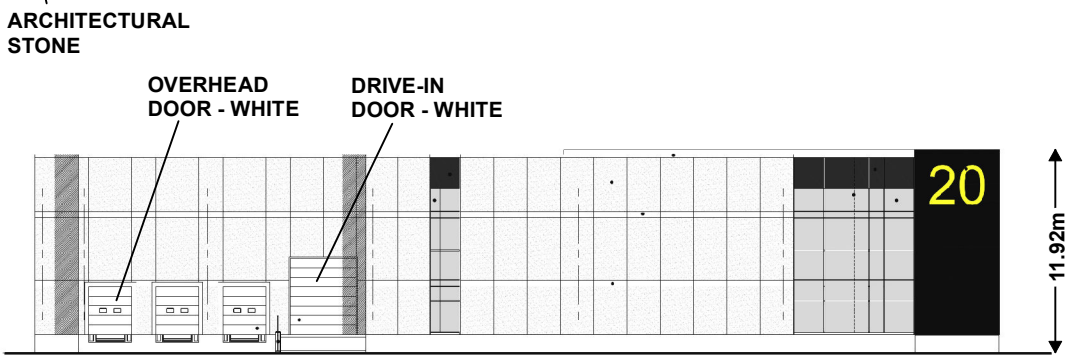 ARCHITECTURAL
STONE
OVERHEAD
DOOR - WHITE
DRIVE-IN
DOOR - WHITE
20
11.92m